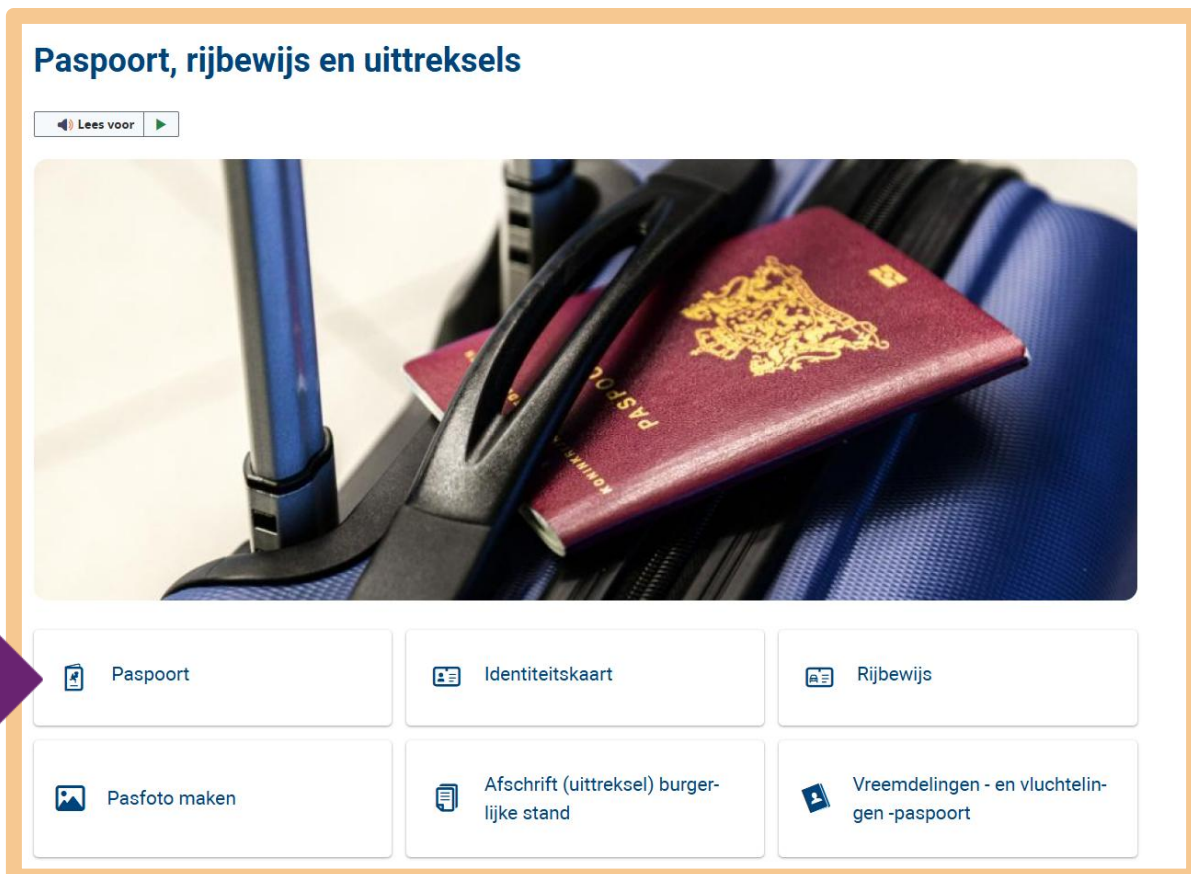 Paspoort, rijbewijs en uittreksels
Lees voor
Paspoort
Identiteitskaart
Rijbewijs
Pasfoto maken
Afschrift (uittreksel) burger-
lijke stand
Vreemdelingen - en vluchtelin-
gen -paspoort